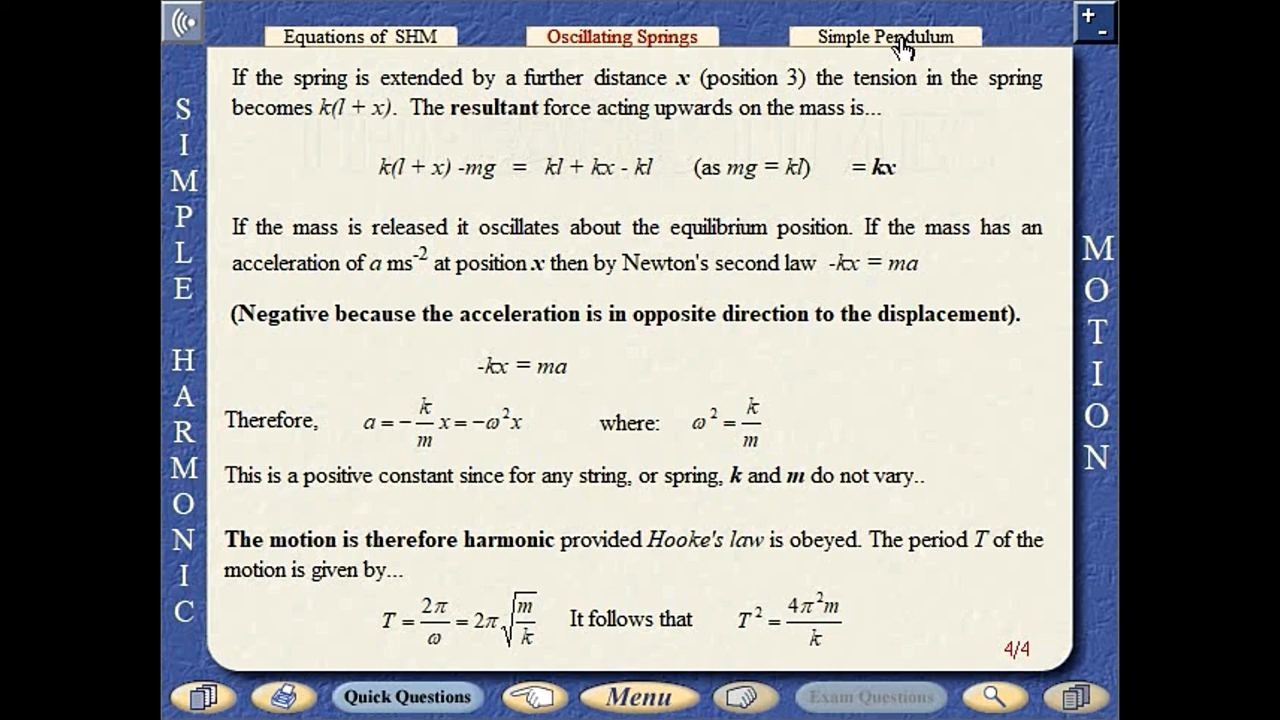 Equations of SHM
Oscillating Springs
Simple Pendulum
+
-
SIMPLE HARMONIC
MOTION
If the spring is extended by a further distance x (position 3) the tension in the spring
becomes k(l + x). The resultant force acting upwards on the mass is...
k(l + x) -mg = kl + kx - kl (as mg = kl) = kx
If the mass is released it oscillates about the equilibrium position. If the mass has an
acceleration of a ms⁻² at position x then by Newton's second law -kx = ma
(Negative because the acceleration is in opposite direction to the displacement).
-kx = ma
Therefore, a = -k/m x = -ω²x where: ω² = k/m
This is a positive constant since for any string, or spring, k and m do not vary..
The motion is therefore harmonic provided Hooke's law is obeyed. The period T of the
motion is given by...
T = 2π/ω = 2π√(m/k) It follows that T² = 4π²m/k
4/4
Quick Questions
Menu
Exam Questions